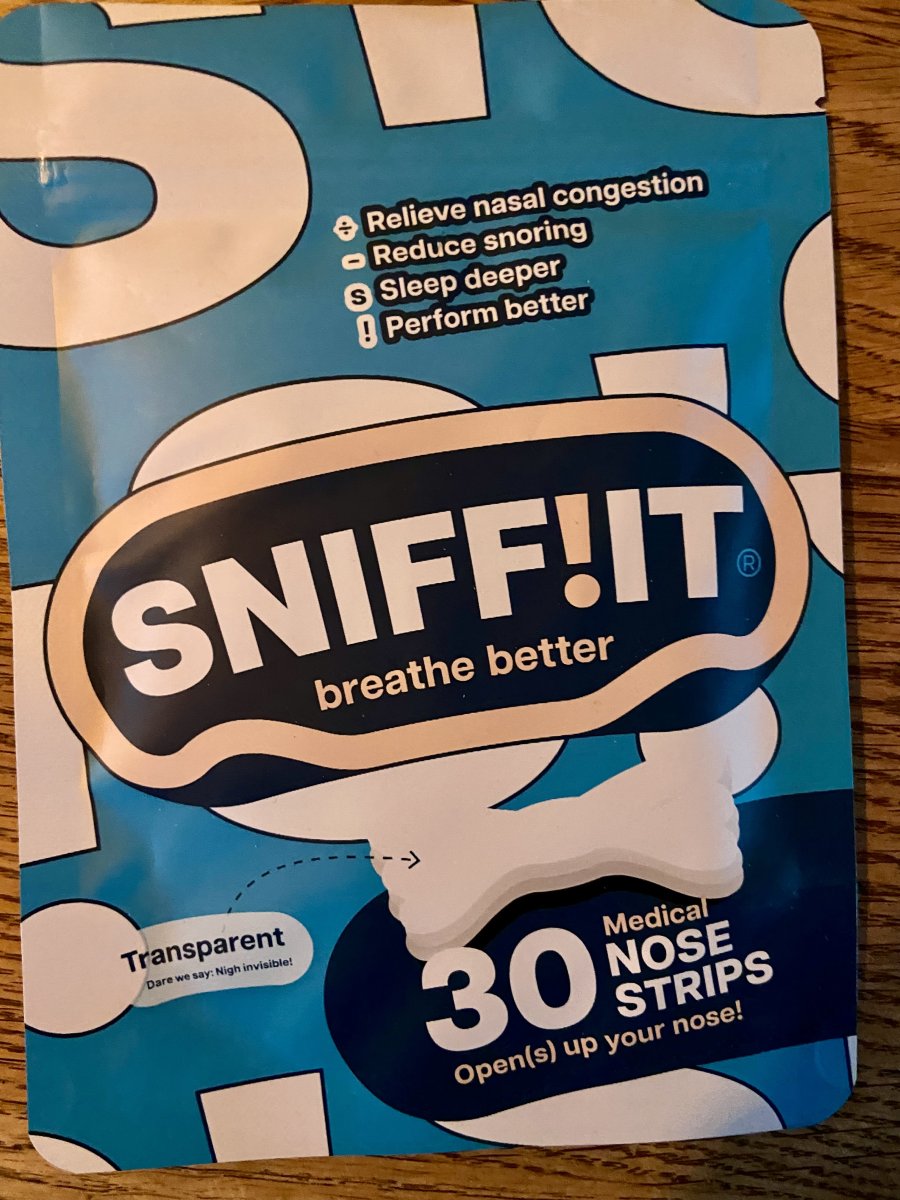 ÷ Relieve nasal congestion
- Reduce snoring
S Sleep deeper
! Perform better
SNIFF!IT®
breathe better
Transparent
Dare we say: Nigh invisible!
30 Medical
NOSE
STRIPS
Open(s) up your nose!